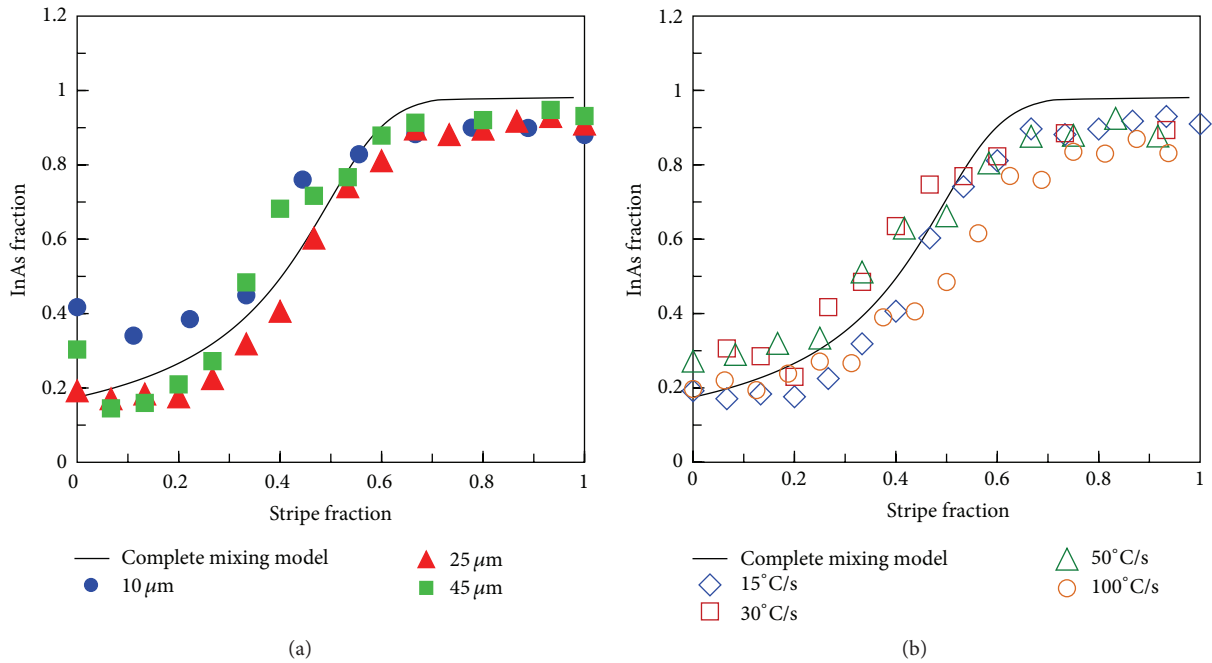 1.2
1
0.8
0.6
0.4
0.2
0
InAs fraction
0 0.2 0.4 0.6 0.8 1
Stripe fraction
Complete mixing model
10 μm
25 μm
45 μm
(a)
1.2
1
0.8
0.6
0.4
0.2
0
InAs fraction
0 0.2 0.4 0.6 0.8 1
Stripe fraction
Complete mixing model
15°C/s
30°C/s
50°C/s
100°C/s
(b)